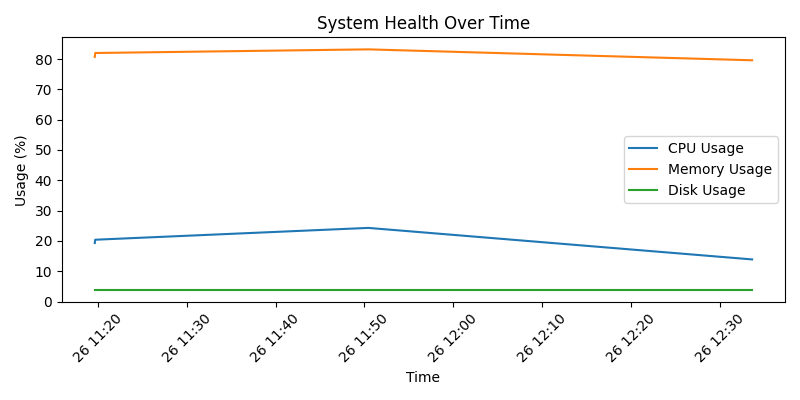 System Health Over Time
Usage (%)
80
70
60
50
40
30
20
10
0
CPU Usage
Memory Usage
Disk Usage
26 11:20
26 11:30
26 11:40
26 11:50
26 12:00
26 12:10
26 12:20
26 12:30
Time